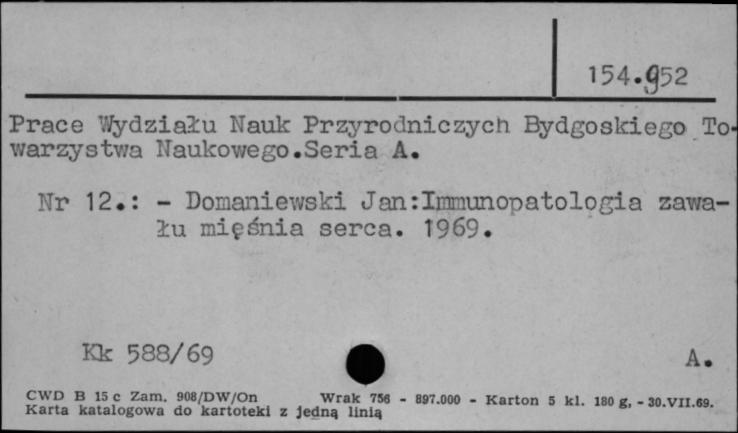 154.952
Prace Wydziału Nauk Przyrodniczych Bydgoskiego To-
warzystwa Naukowego.Seria A.
Nr 12.: - Domaniewski Jan:Immunopatologia zawa-
łu mięśnia serca. 1969.
Kk 588/69
A.
CWD B 15 c Zam. 908/DW/On Wrak 756 - 897.000 - Karton 5 kl. 180 g, - 30.VII.69.
Karta katalogowa do kartoteki z jedną linią